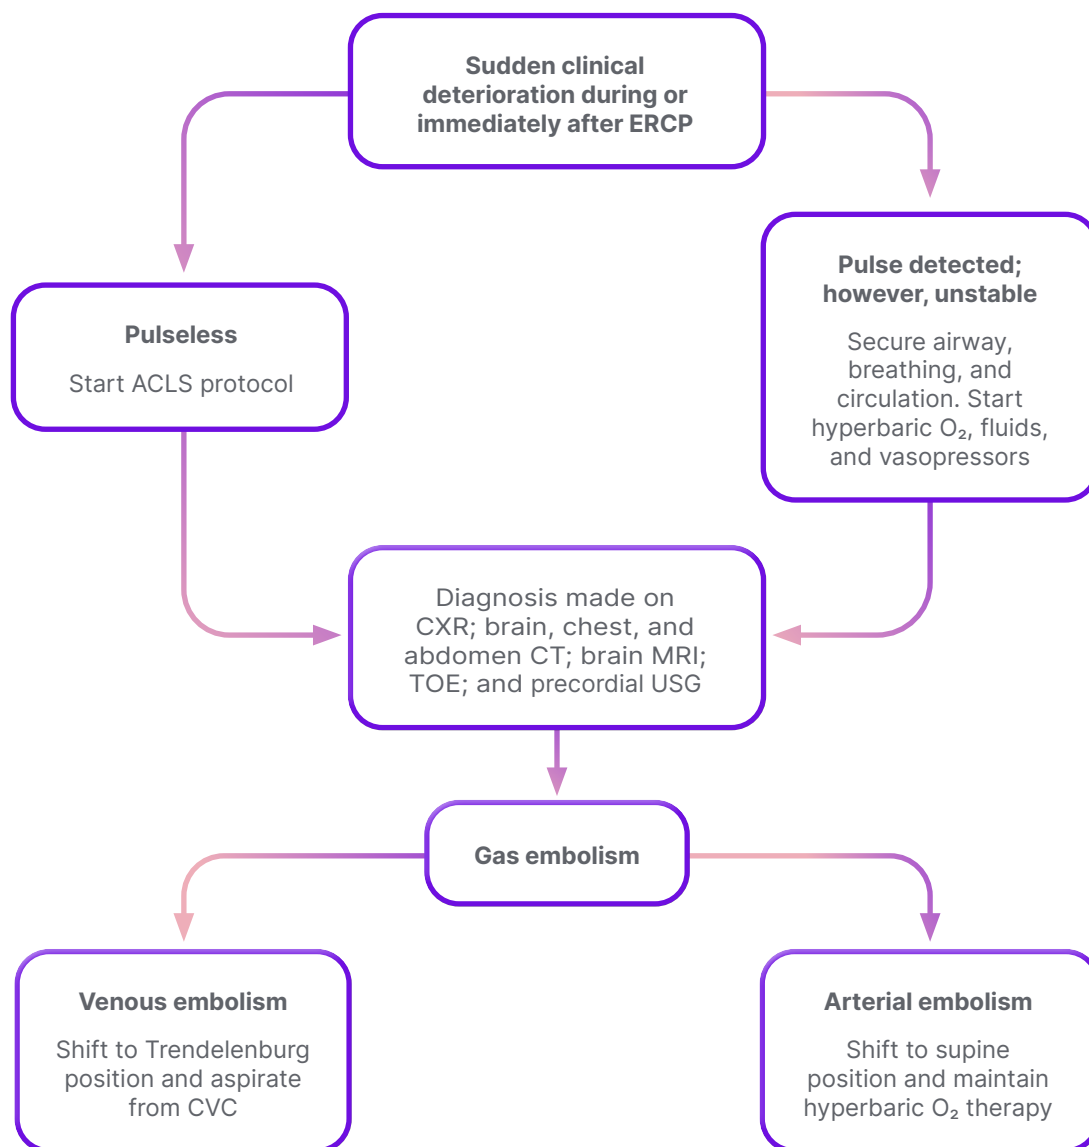 Sudden clinical
deterioration during or
immediately after ERCP
Pulseless
Start ACLS protocol
Pulse detected;
however, unstable
Secure airway,
breathing, and
circulation. Start
hyperbaric O₂, fluids,
and vasopressors
Diagnosis made on
CXR; brain, chest, and
abdomen CT; brain MRI;
TOE; and precordial USG
Gas embolism
Venous embolism
Shift to Trendelenburg
position and aspirate
from CVC
Arterial embolism
Shift to supine
position and maintain
hyperbaric O₂ therapy